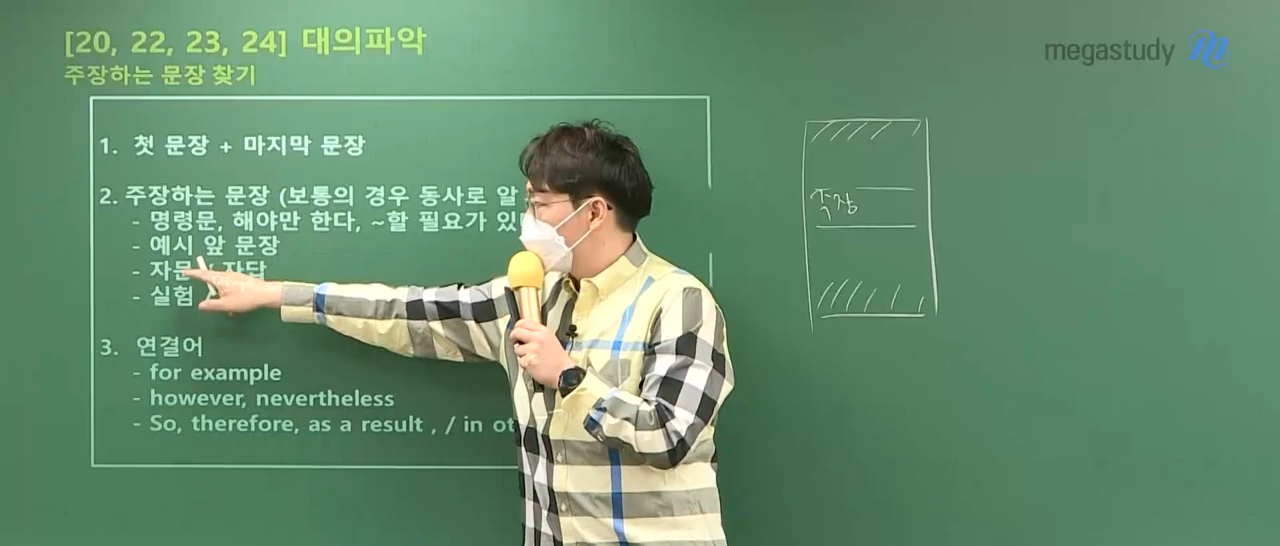 [20, 22, 23, 24] 대의파악
주장하는 문장 찾기
megastudy
1. 첫 문장 + 마지막 문장
2. 주장하는 문장 (보통의 경우 동사로 알
- 명령문, 해야만 한다, ~할 필요가 있
- 예시 앞 문장
- 자문 / 자답
- 실험
3. 연결어
- for example
- however, nevertheless
- So, therefore, as a result , / in ot
주장